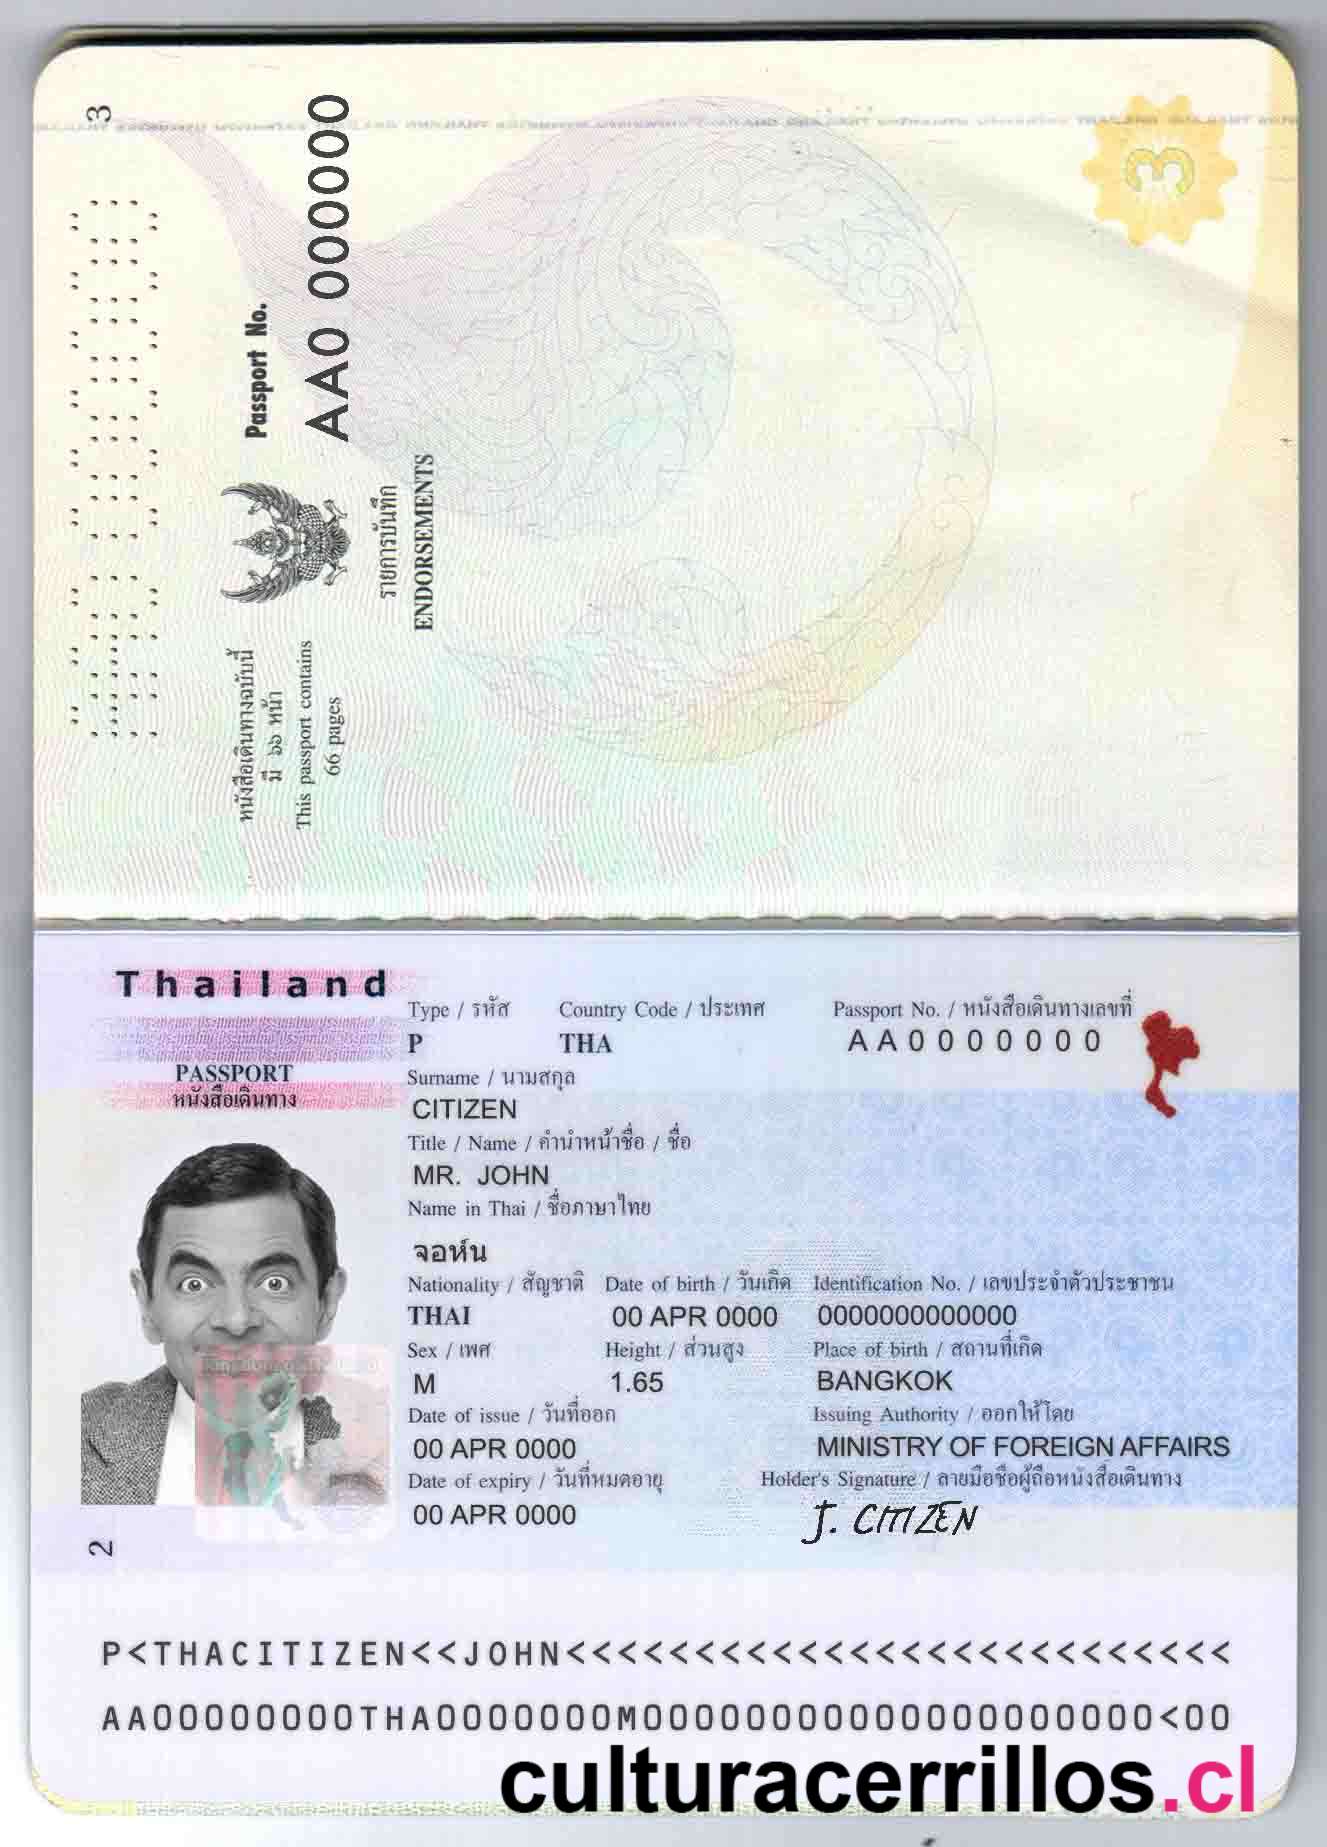 3
Passport No.
AA0 000000
3
รายการบันทึก
ENDORSEMENTS
หนังสือเดินทางฉบับนี้
มี ๖๖ หน้า
This passport contains
66 pages
Thailand
PASSPORT
หนังสือเดินทาง
Type / รหัส Country Code / ประเทศ Passport No. / หนังสือเดินทางเลขที่
P THA AA0000000
Surname / นามสกุล
CITIZEN
Title / Name / คำนำหน้าชื่อ / ชื่อ
MR. JOHN
Name in Thai / ชื่อภาษาไทย
จอห์น
Nationality / สัญชาติ Date of birth / วันเกิด Identification No. / เลขประจำตัวประชาชน
THAI 00 APR 0000 0000000000000
Sex / เพศ Height / ส่วนสูง Place of birth / สถานที่เกิด
M 1.65 BANGKOK
Date of issue / วันที่ออก Issuing Authority / ออกให้โดย
00 APR 0000 MINISTRY OF FOREIGN AFFAIRS
Date of expiry / วันที่หมดอายุ Holder's Signature / ลายมือชื่อผู้ถือหนังสือเดินทาง
00 APR 0000 J. CITIZEN
2
P<THACITIZEN<<JOHN<<<<<<<<<<<<<<<<<<<<<<<<<<
AA00000000THA0000000M00000000000000000000<00
culturacerrillos.cl